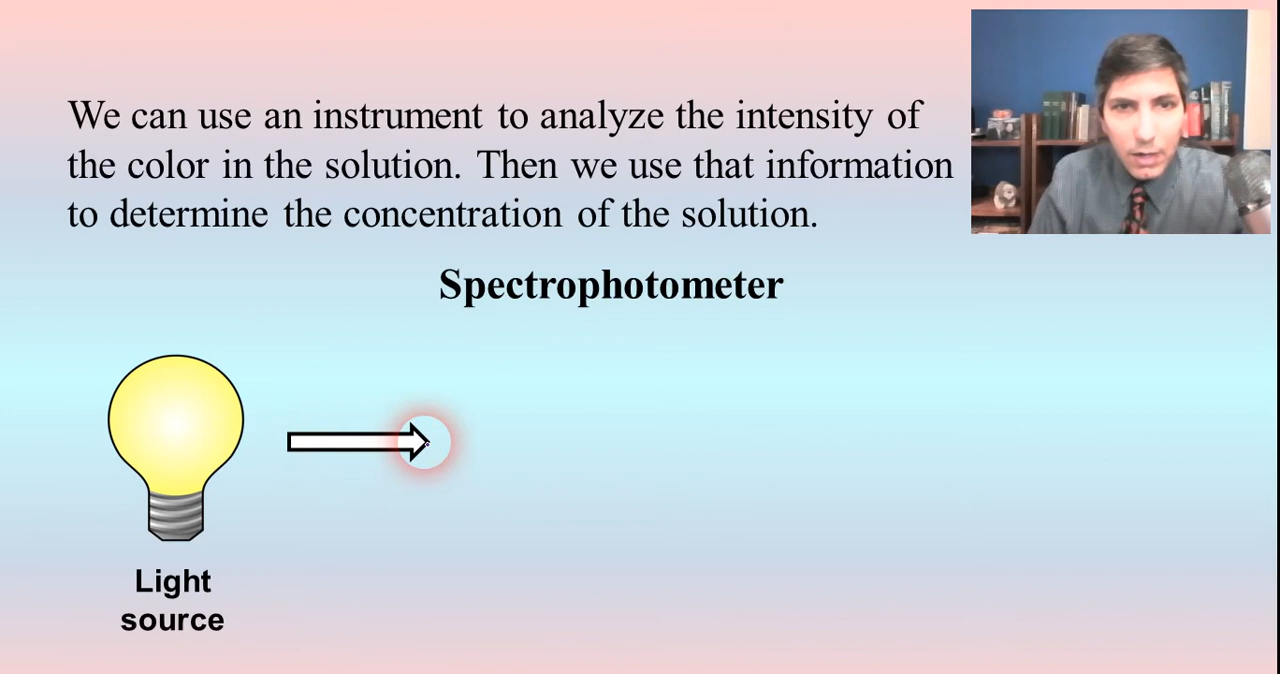 We can use an instrument to analyze the intensity of
the color in the solution. Then we use that information
to determine the concentration of the solution.
Spectrophotometer
Light
source